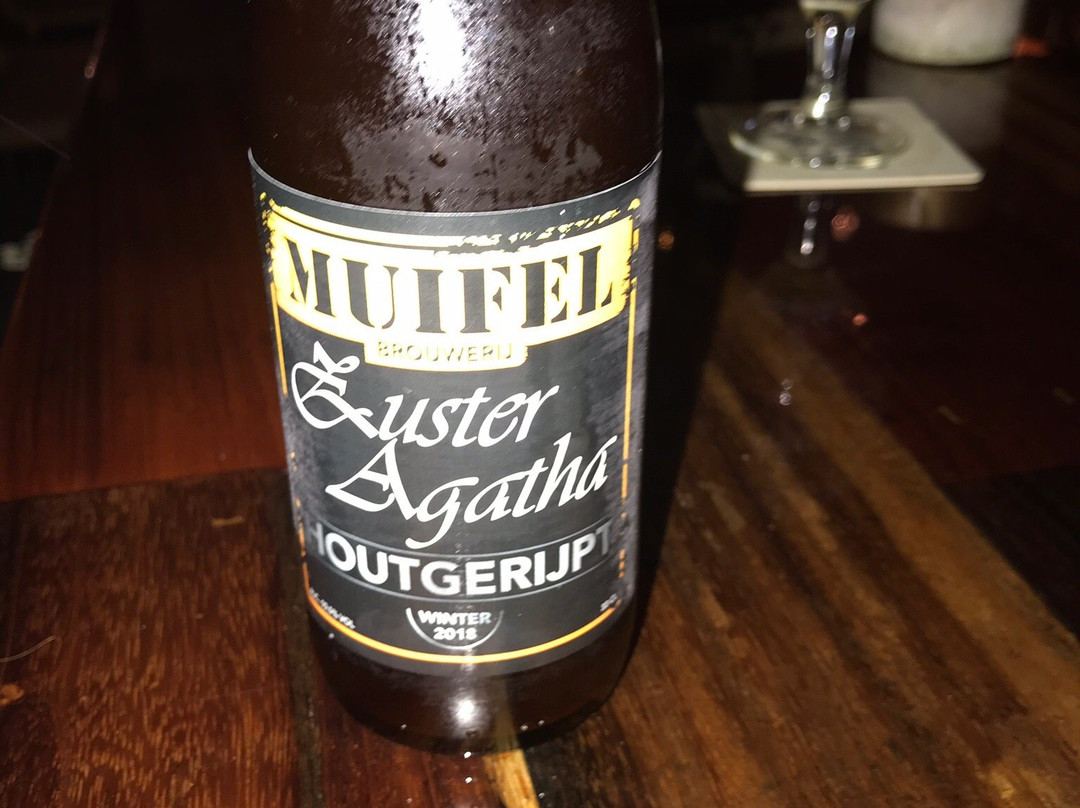 MUIFEL
BROUWERIJ
Zuster
Agatha
HOUTGERIJPT
WINTER
2018